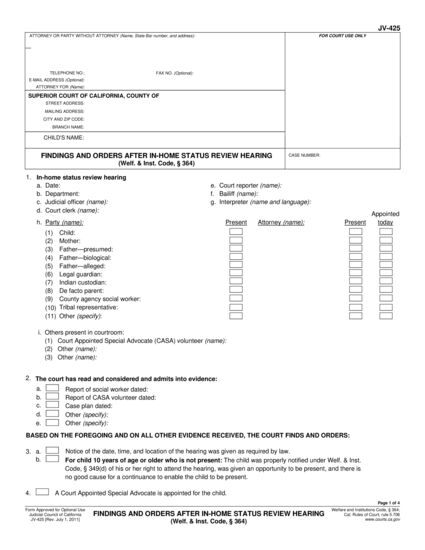 JV-425
ATTORNEY OR PARTY WITHOUT ATTORNEY (Name, State Bar number, and address):
FOR COURT USE ONLY
TELEPHONE NO.: FAX NO. (Optional):
E-MAIL ADDRESS (Optional):
ATTORNEY FOR (Name):
SUPERIOR COURT OF CALIFORNIA, COUNTY OF
STREET ADDRESS:
MAILING ADDRESS:
CITY AND ZIP CODE:
BRANCH NAME:
CHILD'S NAME:
FINDINGS AND ORDERS AFTER IN-HOME STATUS REVIEW HEARING
(Welf. & Inst. Code, § 364)
CASE NUMBER:
1. In-home status review hearing
a. Date: e. Court reporter (name):
b. Department: f. Bailiff (name):
c. Judicial officer (name): g. Interpreter (name and language):
d. Court clerk (name):
Appointed
h. Party (name): Present Attorney (name): Present today
(1) Child:
(2) Mother:
(3) Father—presumed:
(4) Father—biological:
(5) Father—alleged:
(6) Legal guardian:
(7) Indian custodian:
(8) De facto parent:
(9) County agency social worker:
(10) Tribal representative:
(11) Other (specify):
i. Others present in courtroom:
(1) Court Appointed Special Advocate (CASA) volunteer (name):
(2) Other (name):
(3) Other (name):
2. The court has read and considered and admits into evidence:
a. Report of social worker dated:
b. Report of CASA volunteer dated:
c. Case plan dated:
d. Other (specify):
e. Other (specify):
BASED ON THE FOREGOING AND ON ALL OTHER EVIDENCE RECEIVED, THE COURT FINDS AND ORDERS:
3. a. Notice of the date, time, and location of the hearing was given as required by law.
b. For child 10 years of age or older who is not present: The child was properly notified under Welf. & Inst.
Code, § 349(d) of his or her right to attend the hearing, was given an opportunity to be present, and there is
no good cause for a continuance to enable the child to be present.
4. A Court Appointed Special Advocate is appointed for the child.
Page 1 of 4
Form Approved for Optional Use
Judicial Council of California
JV-425 [Rev. July 1, 2011]
FINDINGS AND ORDERS AFTER IN-HOME STATUS REVIEW HEARING
(Welf. & Inst. Code, § 364)
Welfare and Institutions Code, § 364;
Cal. Rules of Court, rule 5.706
www.courts.ca.gov